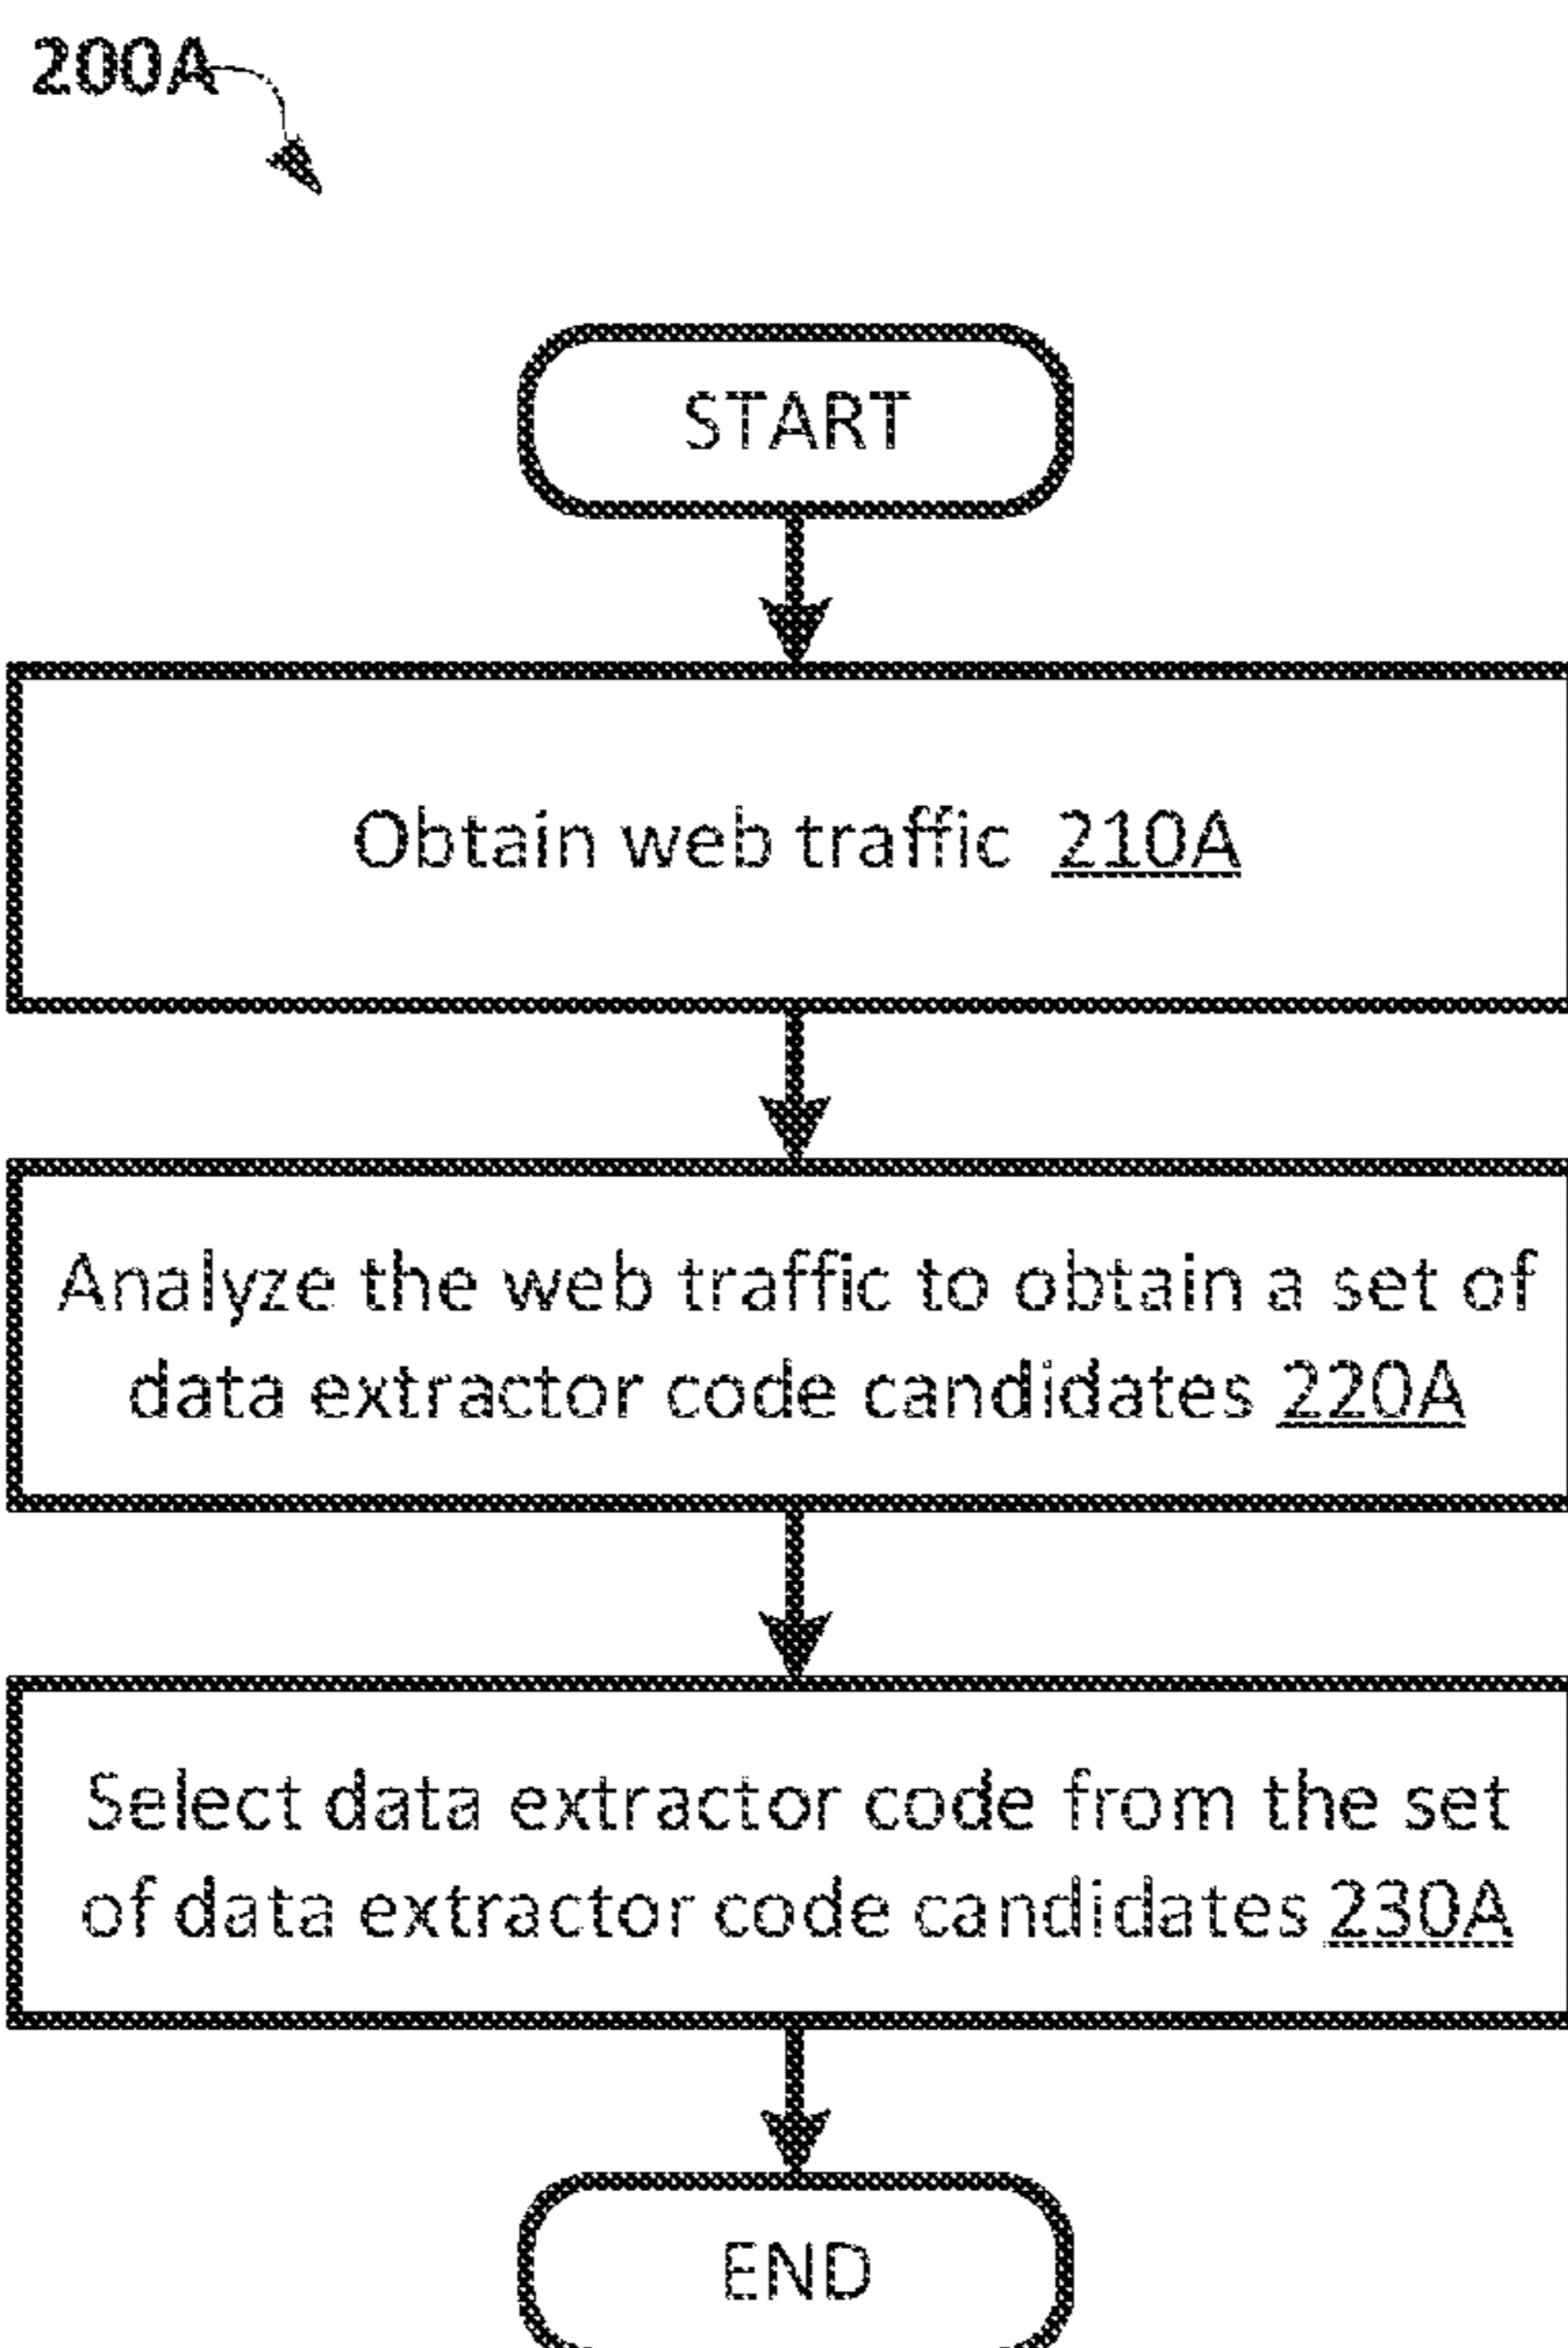 200A
START
Obtain web traffic 210A
Analyze the web traffic to obtain a set of
data extractor code candidates 220A
Select data extractor code from the set
of data extractor code candidates 230A
END